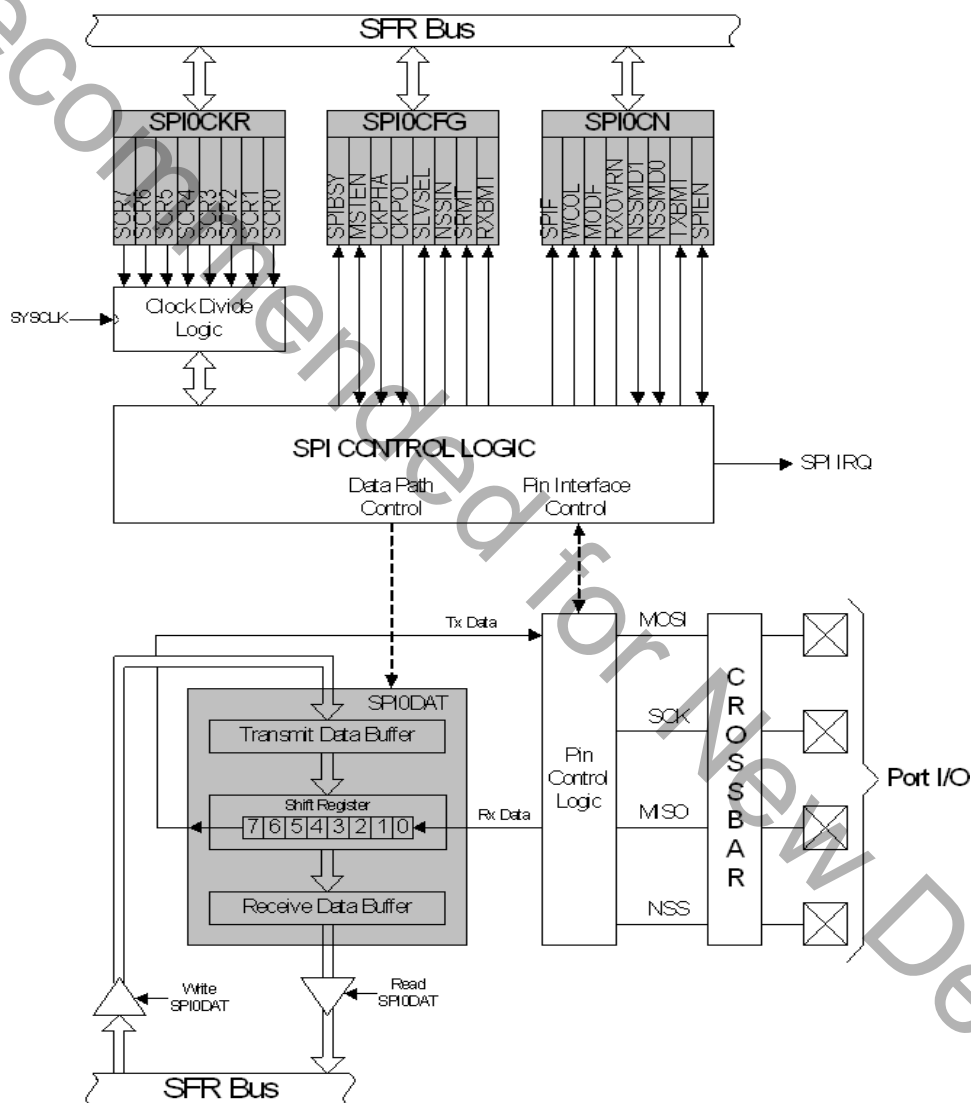 SFR Bus
SPI0CKR
SCR7
SCR6
SCR5
SCR4
SCR3
SCR2
SCR1
SCR0
SPI0CFG
SPIBSY
MSTEN
CKPHA
CKPOL
SLVSEL
NSSIN
SRMT
RXBMT
SPI0CN
SPIF
WCOL
MODF
RXOVRN
NSSMD1
NSSMD0
TXBMT
SPIEN
SYSCLK
Clock Divide
Logic
SPI CONTROL LOGIC
Data Path
Control
Pin Interface
Control
SPI IRQ
Tx Data
SPI0DAT
Transmit Data Buffer
Shift Register
7 6 5 4 3 2 1 0
Rx Data
Receive Data Buffer
Pin
Control
Logic
MOSI
SCK
MISO
NSS
CROSSBAR
Port I/O
Write
SPI0DAT
Read
SPI0DAT
SFR Bus
ecommended for New De